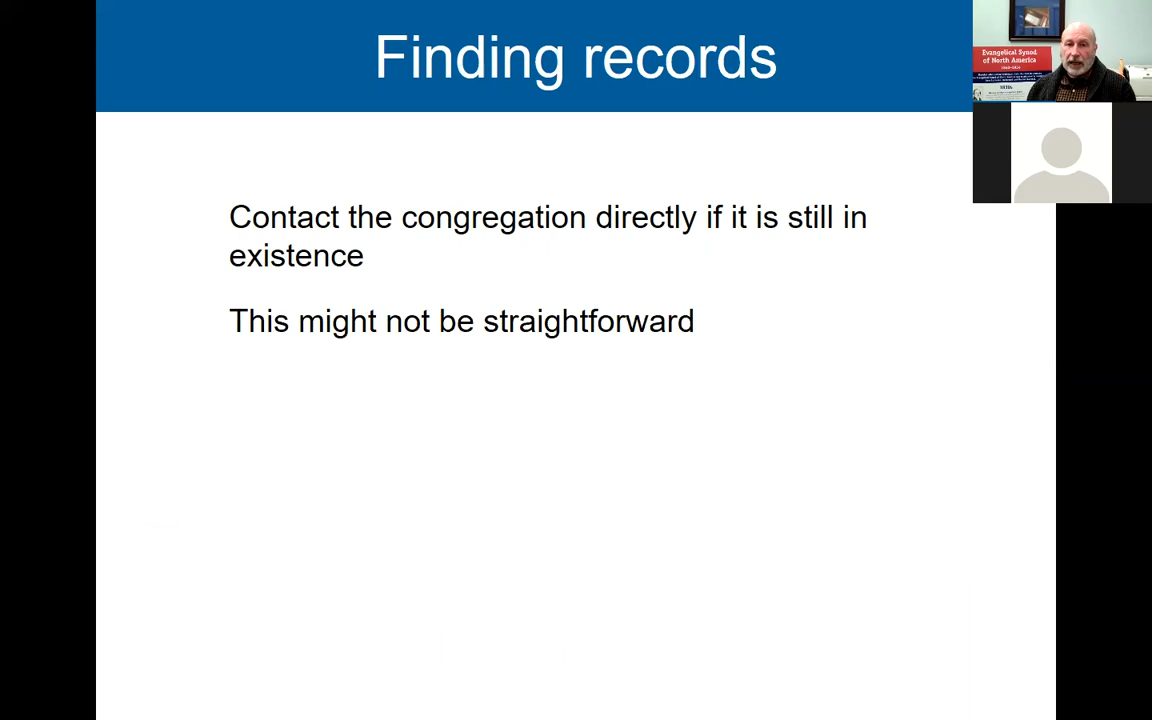 Finding records
Evangelical Synod
of North America
Contact the congregation directly if it is still in
existence
This might not be straightforward